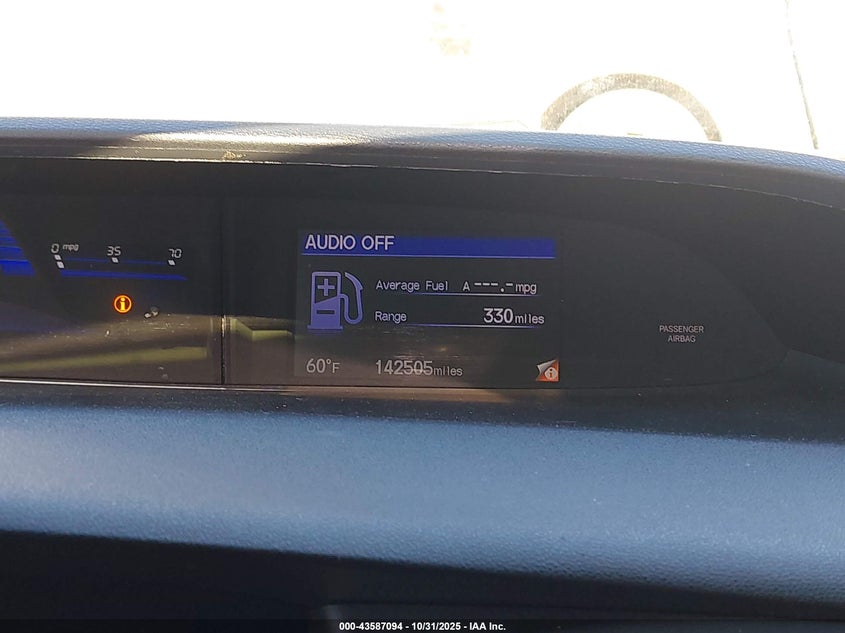 AUDIO OFF
0 mpg 35 70
Average Fuel A ---.- mpg
Range 330 miles
PASSENGER
AIRBAG
60°F 142505 miles
000-43587094 - 10/31/2025 - IAA Inc.